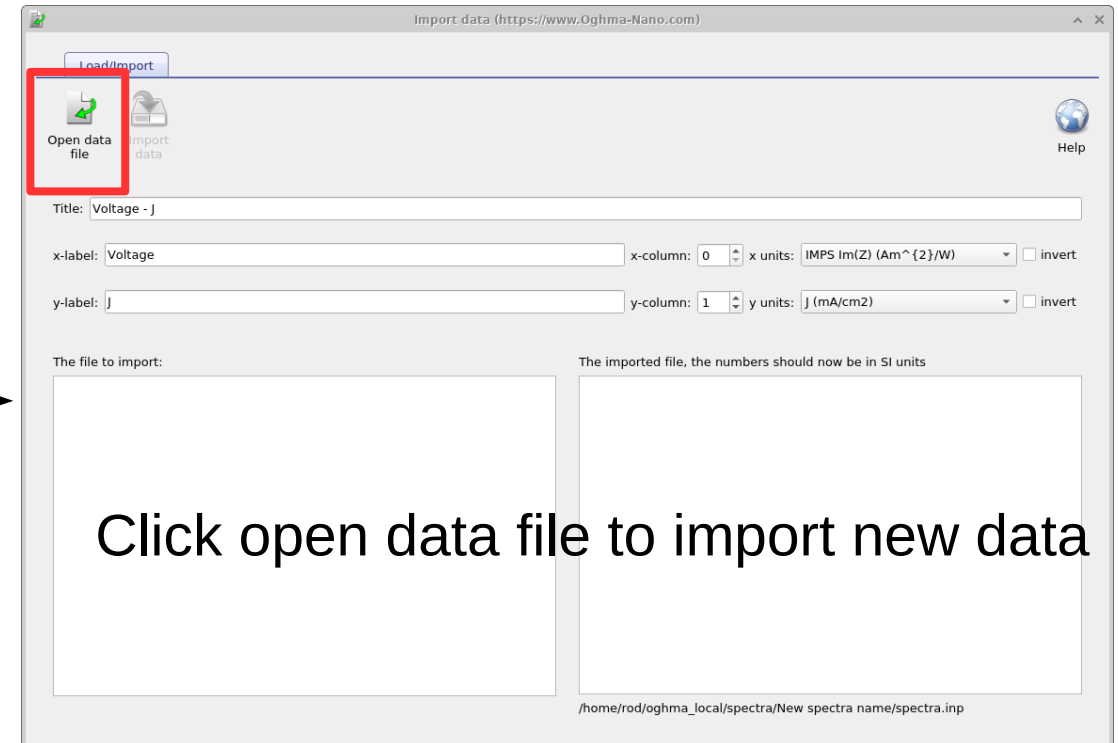 Import data (https://www.Oghma-Nano.com)
Load/Import
Open data
file
Import
data
Help
Title: Voltage - J
x-label: Voltage x-column: 0 x units: IMPS Im(Z) (Am^{2}/W) invert
y-label: J y-column: 1 y units: J (mA/cm2) invert
The file to import: The imported file, the numbers should now be in SI units
Click open data file to import new data
/home/rod/oghma_local/spectra/New spectra name/spectra.inp